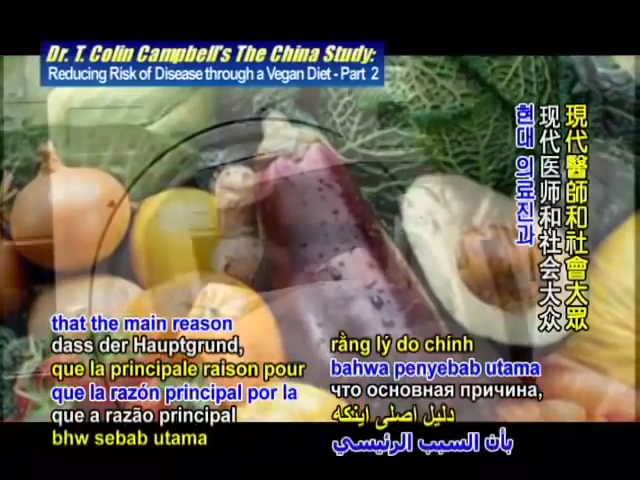 Dr. T. Colin Campbell's The China Study:
Reducing Risk of Disease through a Vegan Diet - Part 2
現代醫師和社會大眾
现代医师和社会大众
현대 의료진과
that the main reason
dass der Hauptgrund,
que la principale raison pour
que la razón principal por la
que a razão principal
bhw sebab utama
rằng lý do chính
bahwa penyebab utama
что основная причина,
دلیل اصلی اینکه
بأن السبب الرئيسي